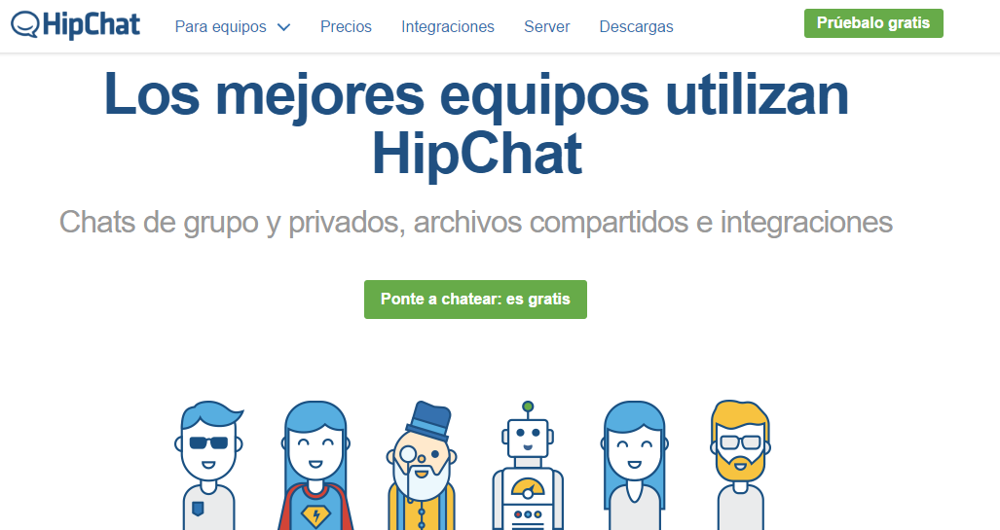 HipChat
Para equipos
Precios
Integraciones
Server
Descargas
Prúebalo gratis
Los mejores equipos utilizan
HipChat
Chats de grupo y privados, archivos compartidos e integraciones
Ponte a chatear: es gratis